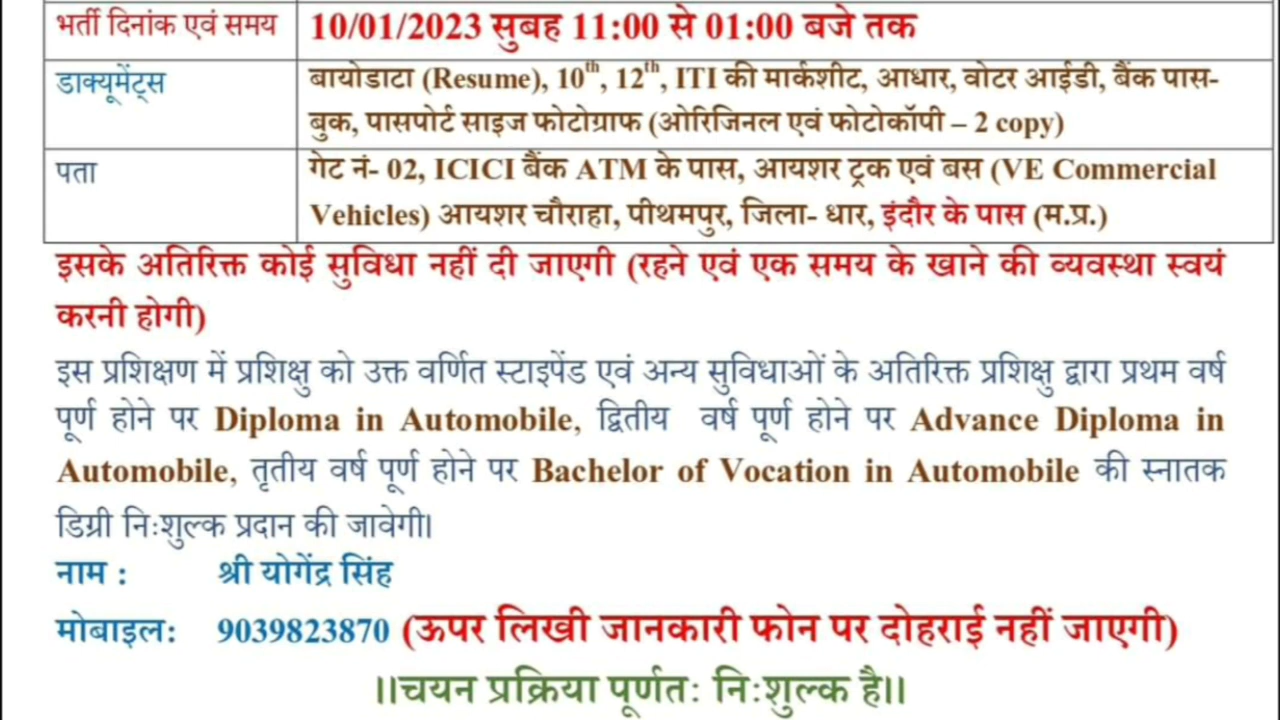 भर्ती दिनांक एवं समय 10/01/2023 सुबह 11:00 से 01:00 बजे तक
डाक्यूमेंट्स बायोडाटा (Resume), 10th, 12th, ITI की मार्कशीट, आधार, वोटर आईडी, बैंक पास-
बुक, पासपोर्ट साइज फोटोग्राफ (ओरिजिनल एवं फोटोकॉपी – 2 copy)
पता गेट नं- 02, ICICI बैंक ATM के पास, आयशर ट्रक एवं बस (VE Commercial
Vehicles) आयशर चौराहा, पीथमपुर, जिला- धार, इंदौर के पास (म.प्र.)
इसके अतिरिक्त कोई सुविधा नहीं दी जाएगी (रहने एवं एक समय के खाने की व्यवस्था स्वयं
करनी होगी)
इस प्रशिक्षण में प्रशिक्षु को उक्त वर्णित स्टाइपेंड एवं अन्य सुविधाओं के अतिरिक्त प्रशिक्षु द्वारा प्रथम वर्ष
पूर्ण होने पर Diploma in Automobile, द्वितीय वर्ष पूर्ण होने पर Advance Diploma in
Automobile, तृतीय वर्ष पूर्ण होने पर Bachelor of Vocation in Automobile की स्नातक
डिग्री निःशुल्क प्रदान की जावेगी।
नाम : श्री योगेंद्र सिंह
मोबाइल: 9039823870 (ऊपर लिखी जानकारी फोन पर दोहराई नहीं जाएगी)
।।चयन प्रक्रिया पूर्णतः निःशुल्क है।।